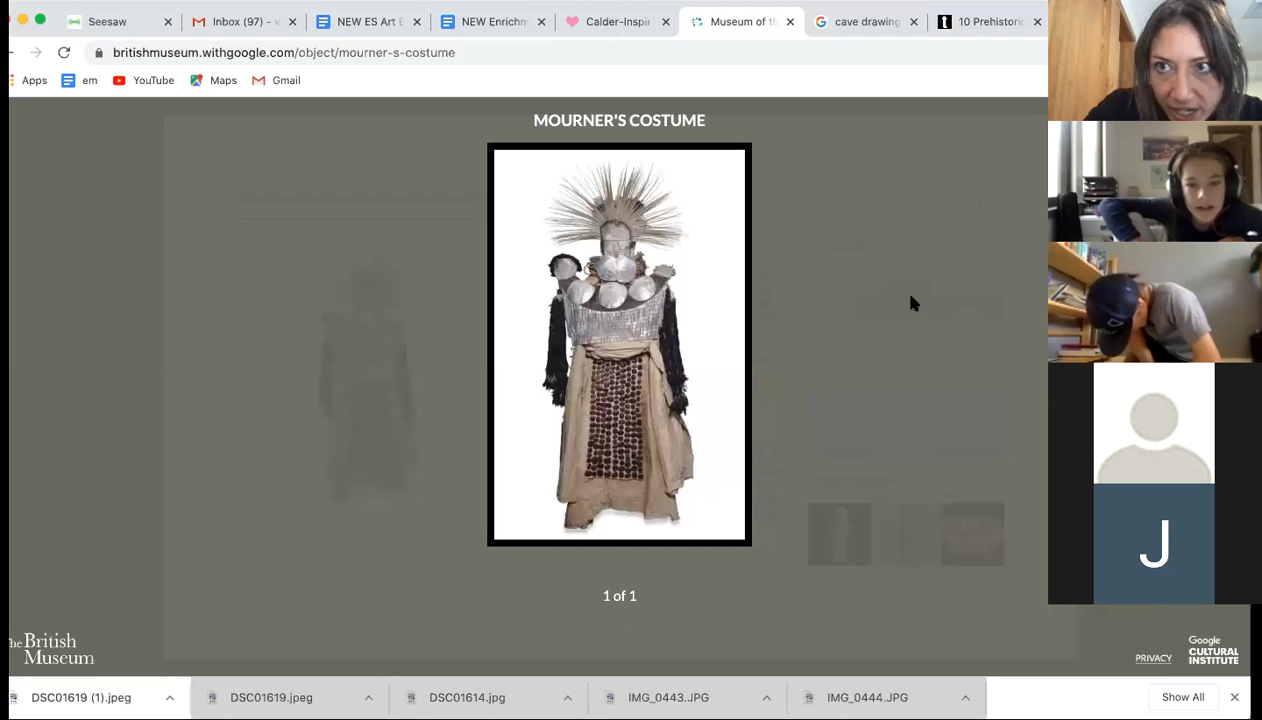 Seesaw
Inbox (97) -
NEW ES Art
NEW Enrichm
Calder-Inspir
Museum of th
cave drawing
10 Prehistoric
britishmuseum.withgoogle.com/object/mourner-s-costume
Apps
em
YouTube
Maps
Gmail
MOURNER'S COSTUME
1 of 1
J
The British
Museum
PRIVACY
Google
CULTURAL
INSTITUTE
DSC01619 (1).jpeg
DSC01619.jpeg
DSC01614.jpg
IMG_0443.JPG
IMG_0444.JPG
Show All